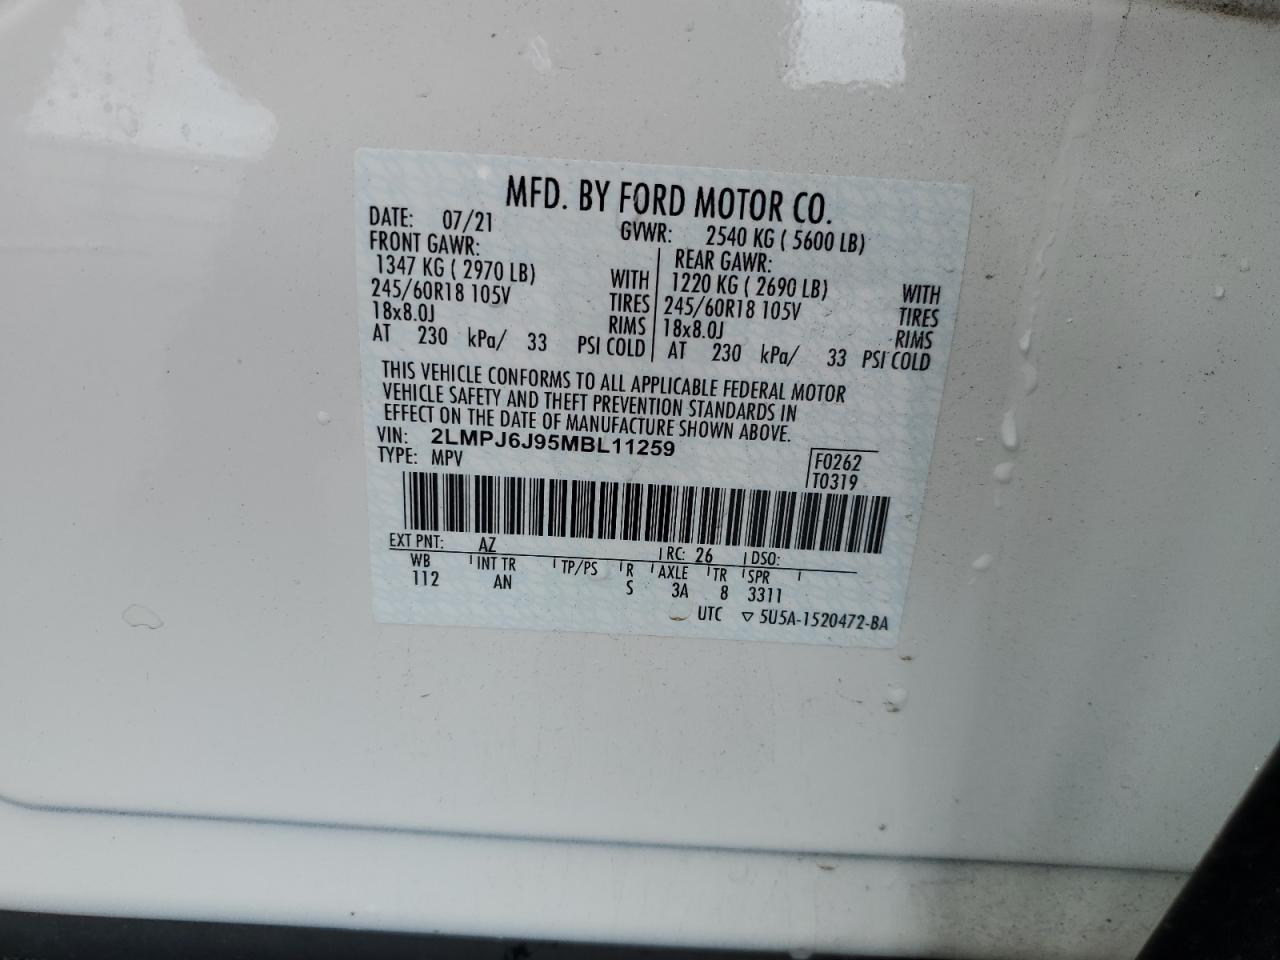 MFD. BY FORD MOTOR CO.
DATE: 07/21 GVWR: 2540 KG ( 5600 LB)
FRONT GAWR: REAR GAWR:
1347 KG ( 2970 LB) WITH 1220 KG ( 2690 LB) WITH
245/60R18 105V TIRES 245/60R18 105V TIRES
18x8.0J RIMS 18x8.0J RIMS
AT 230 kPa/ 33 PSI COLD AT 230 kPa/ 33 PSI COLD
THIS VEHICLE CONFORMS TO ALL APPLICABLE FEDERAL MOTOR
VEHICLE SAFETY AND THEFT PREVENTION STANDARDS IN
EFFECT ON THE DATE OF MANUFACTURE SHOWN ABOVE.
VIN: 2LMPJ6J95MBL11259
TYPE: MPV F0262
T0319
EXT PNT: AZ RC: 26 DSO:
WB INT TR TP/PS R AXLE TR SPR
112 AN S 3A 8 3311
UTC ▽ 5U5A-1520472-BA